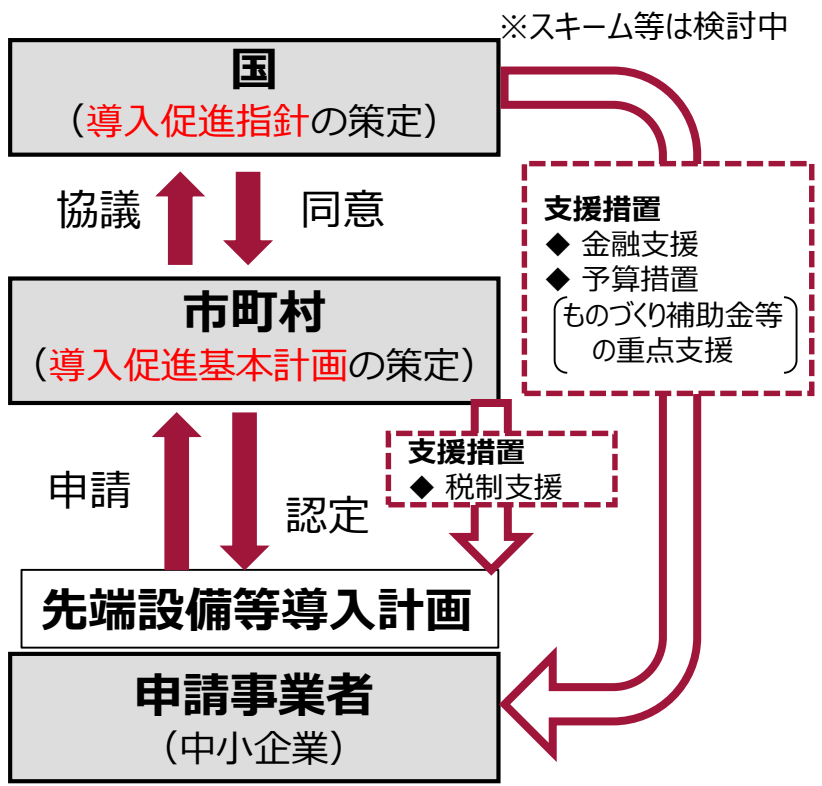 ※スキーム等は検討中
国
（導入促進指針の策定）
協議
同意
支援措置
◆ 金融支援
◆ 予算措置
ものづくり補助金等
の重点支援
市町村
（導入促進基本計画の策定）
支援措置
◆ 税制支援
申請
認定
先端設備等導入計画
申請事業者
（中小企業）